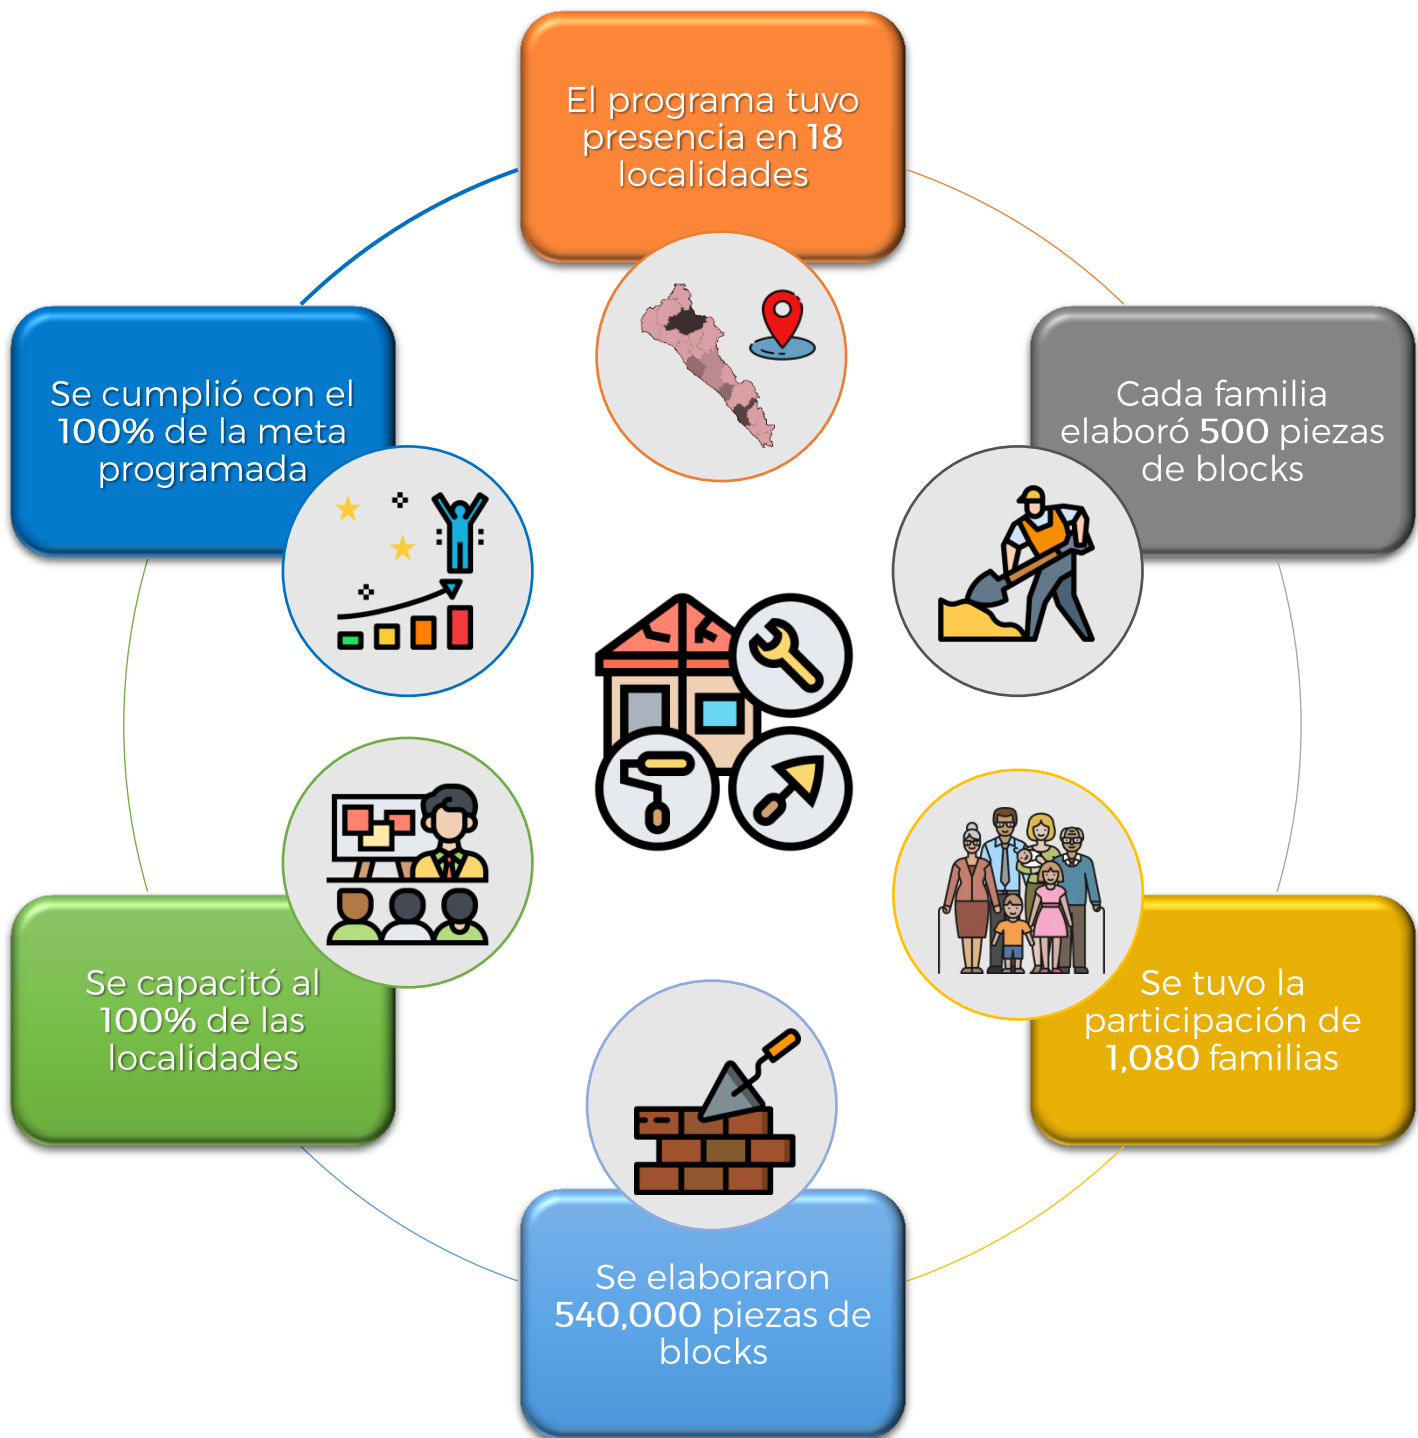 El programa tuvo
presencia en 18
localidades
Cada familia
elaboró 500 piezas
de blocks
Se tuvo la
participación de
1,080 familias
Se elaboraron
540,000 piezas de
blocks
Se capacitó al
100% de las
localidades
Se cumplió con el
100% de la meta
programada